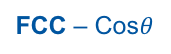 FCC – Cosθ